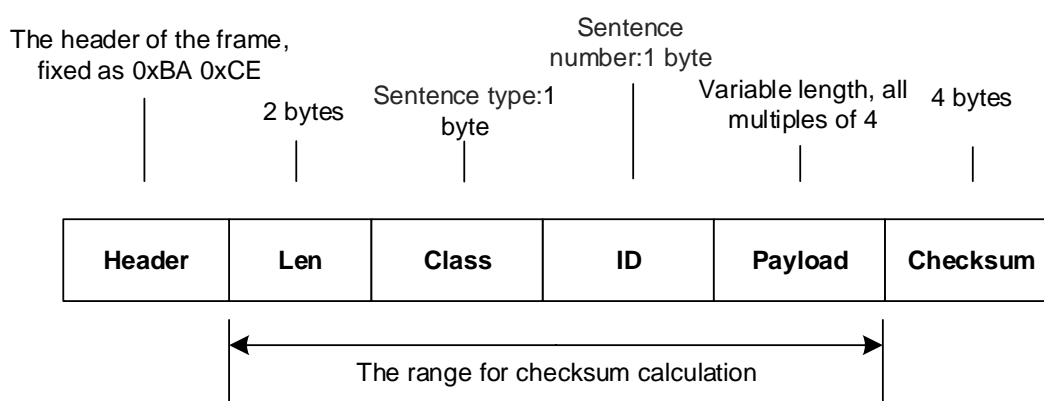 The header of the frame,
fixed as 0xBA 0xCE
2 bytes
Sentence type:1
byte
Sentence
number:1 byte
Variable length, all
multiples of 4
4 bytes
Header
Len
Class
ID
Payload
Checksum
The range for checksum calculation